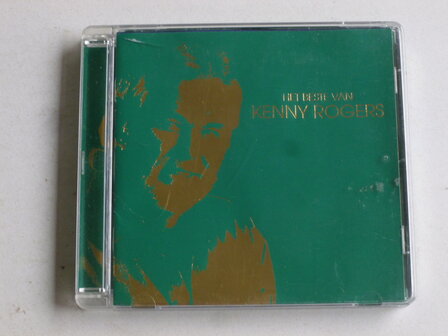 HET BESTE VAN
KENNY ROGERS